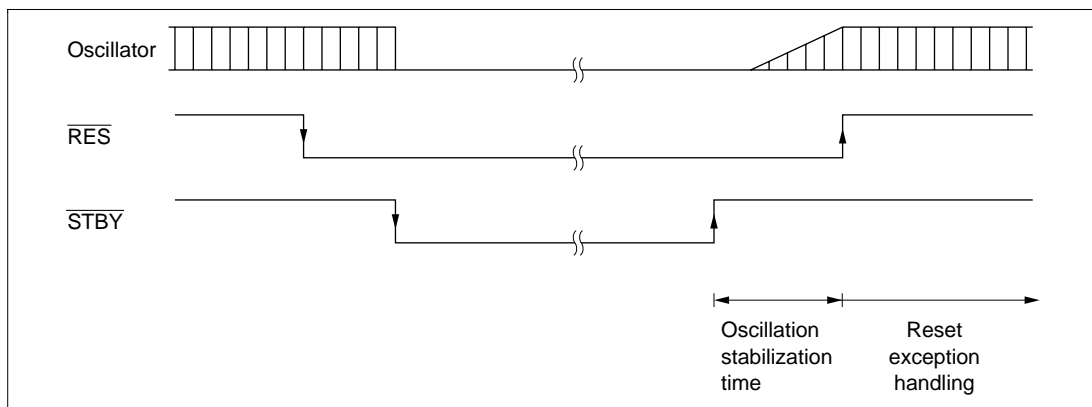 Oscillator
RES
STBY
Oscillation
stabilization
time
Reset
exception
handling